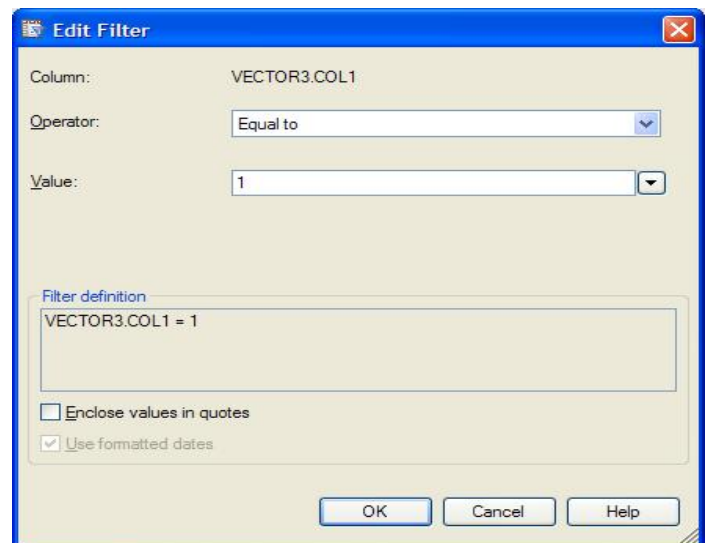 Edit Filter
Column: VECTOR3.COL1
Operator: Equal to
Value: 1
Filter definition
VECTOR3.COL1 = 1
Enclose values in quotes
Use formatted dates
OK Cancel Help